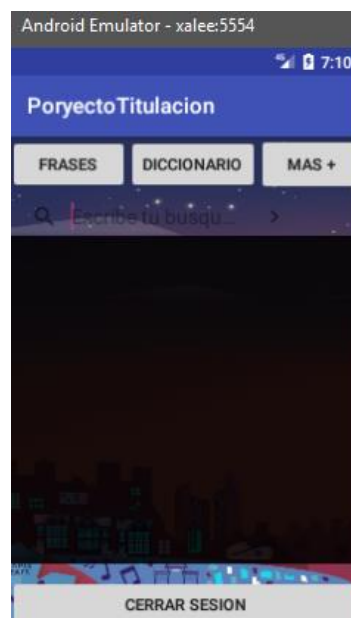 Android Emulator - xalee:5554
7:10
PoryectoTitulacion
FRASES DICCIONARIO MAS +
Escribe tu busqu...
CERRAR SESION